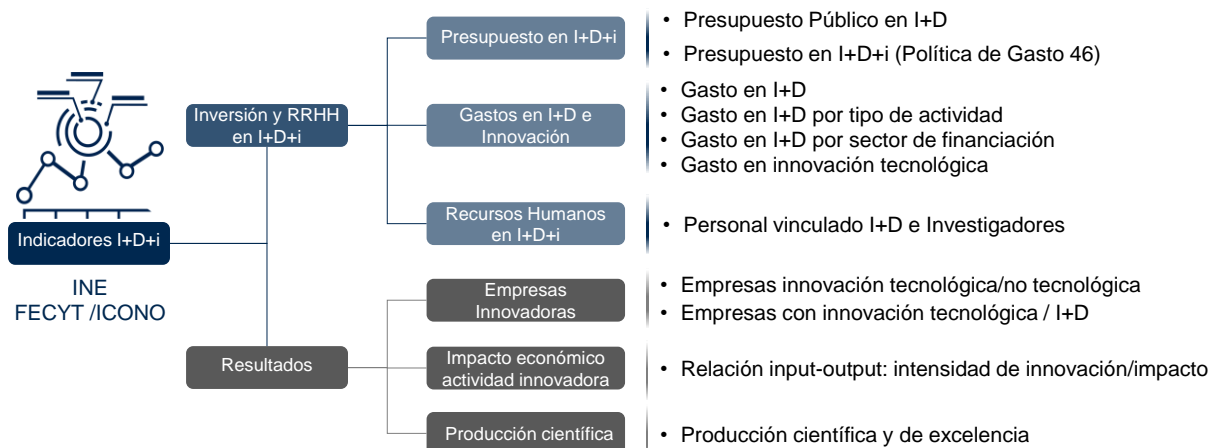 Indicadores I+D+i
INE
FECYT /ICONO
Inversión y RRHH
en I+D+i
Presupuesto en I+D+i
• Presupuesto Público en I+D
• Presupuesto en I+D+i (Política de Gasto 46)
Gastos en I+D e
Innovación
• Gasto en I+D
• Gasto en I+D por tipo de actividad
• Gasto en I+D por sector de financiación
• Gasto en innovación tecnológica
Recursos Humanos
en I+D+i
• Personal vinculado I+D e Investigadores
Resultados
Empresas
Innovadoras
• Empresas innovación tecnológica/no tecnológica
• Empresas con innovación tecnológica / I+D
Impacto económico
actividad innovadora
• Relación input-output: intensidad de innovación/impacto
Producción científica
• Producción científica y de excelencia